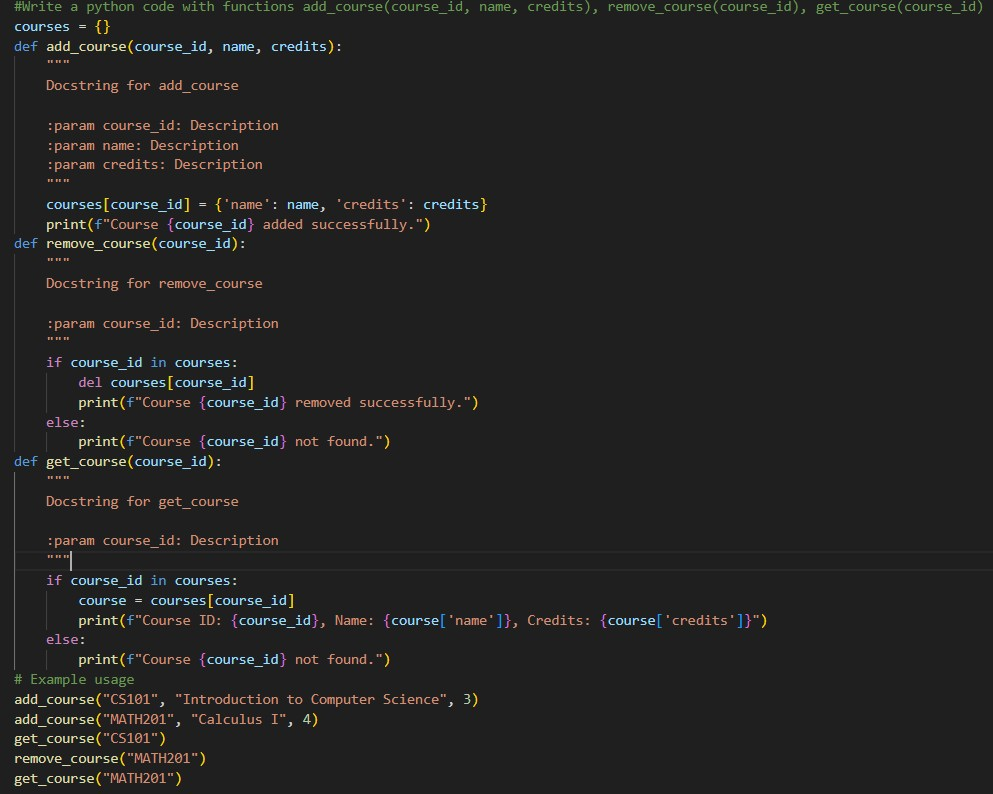 #Write a python code with functions add_course(course_id, name, credits), remove_course(course_id), get_course(course_id)
courses = {}
def add_course(course_id, name, credits):
    """
    Docstring for add_course

    :param course_id: Description
    :param name: Description
    :param credits: Description
    """
    courses[course_id] = {'name': name, 'credits': credits}
    print(f"Course {course_id} added successfully.")
def remove_course(course_id):
    """
    Docstring for remove_course

    :param course_id: Description
    """
    if course_id in courses:
        del courses[course_id]
        print(f"Course {course_id} removed successfully.")
    else:
        print(f"Course {course_id} not found.")
def get_course(course_id):
    """
    Docstring for get_course

    :param course_id: Description
    """
    if course_id in courses:
        course = courses[course_id]
        print(f"Course ID: {course_id}, Name: {course['name']}, Credits: {course['credits']}")
    else:
        print(f"Course {course_id} not found.")
# Example usage
add_course("CS101", "Introduction to Computer Science", 3)
add_course("MATH201", "Calculus I", 4)
get_course("CS101")
remove_course("MATH201")
get_course("MATH201")